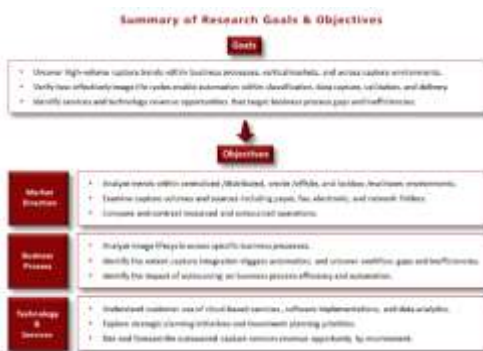 Summary of Research Goals & Objectives
Goals
Uncover high-volume capture trends within business processes, vertical markets, and across capture environments.
Verify how effectively image life cycles enable automation within classification, data capture, validation, and delivery.
Identify services and technology revenue opportunities that target business process gaps and inefficiencies.
Objectives
Market
Direction
Analyze trends within centralized /distributed, onsite /offsite, and lockbox /mailroom environments.
Examine capture volumes and sources including paper, fax, electronic, and network folders.
Compare and contrast insourced and outsourced operations.
Business
Process
Analyze image lifecycle across specific business processes.
Identify the extent capture integration triggers automation, and uncover workflow gaps and inefficiencies.
Identify the impact of outsourcing on business process efficiency and automation.
Technology
&
Services
Understand customer use of cloud-based services, software implementations, and data analytics.
Explore strategic planning initiatives and investment planning priorities.
Size and forecast the outsourced capture services revenue opportunity by environment.